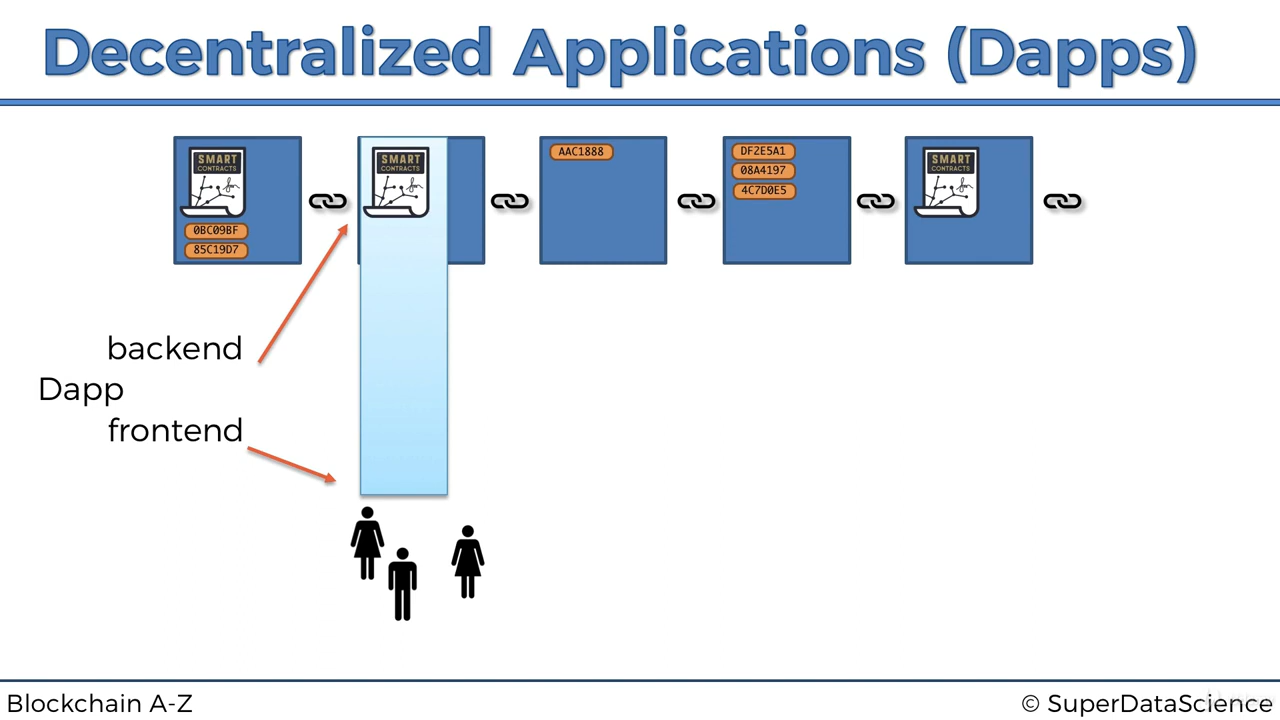 Decentralized Applications (Dapps)
SMART
CONTRACTS
0BC09BF
85C19D7
SMART
CONTRACTS
AAC1888
DF2E5A1
08A4197
4C7D0E5
SMART
CONTRACTS
backend
Dapp
frontend
Blockchain A-Z
© SuperDataScience